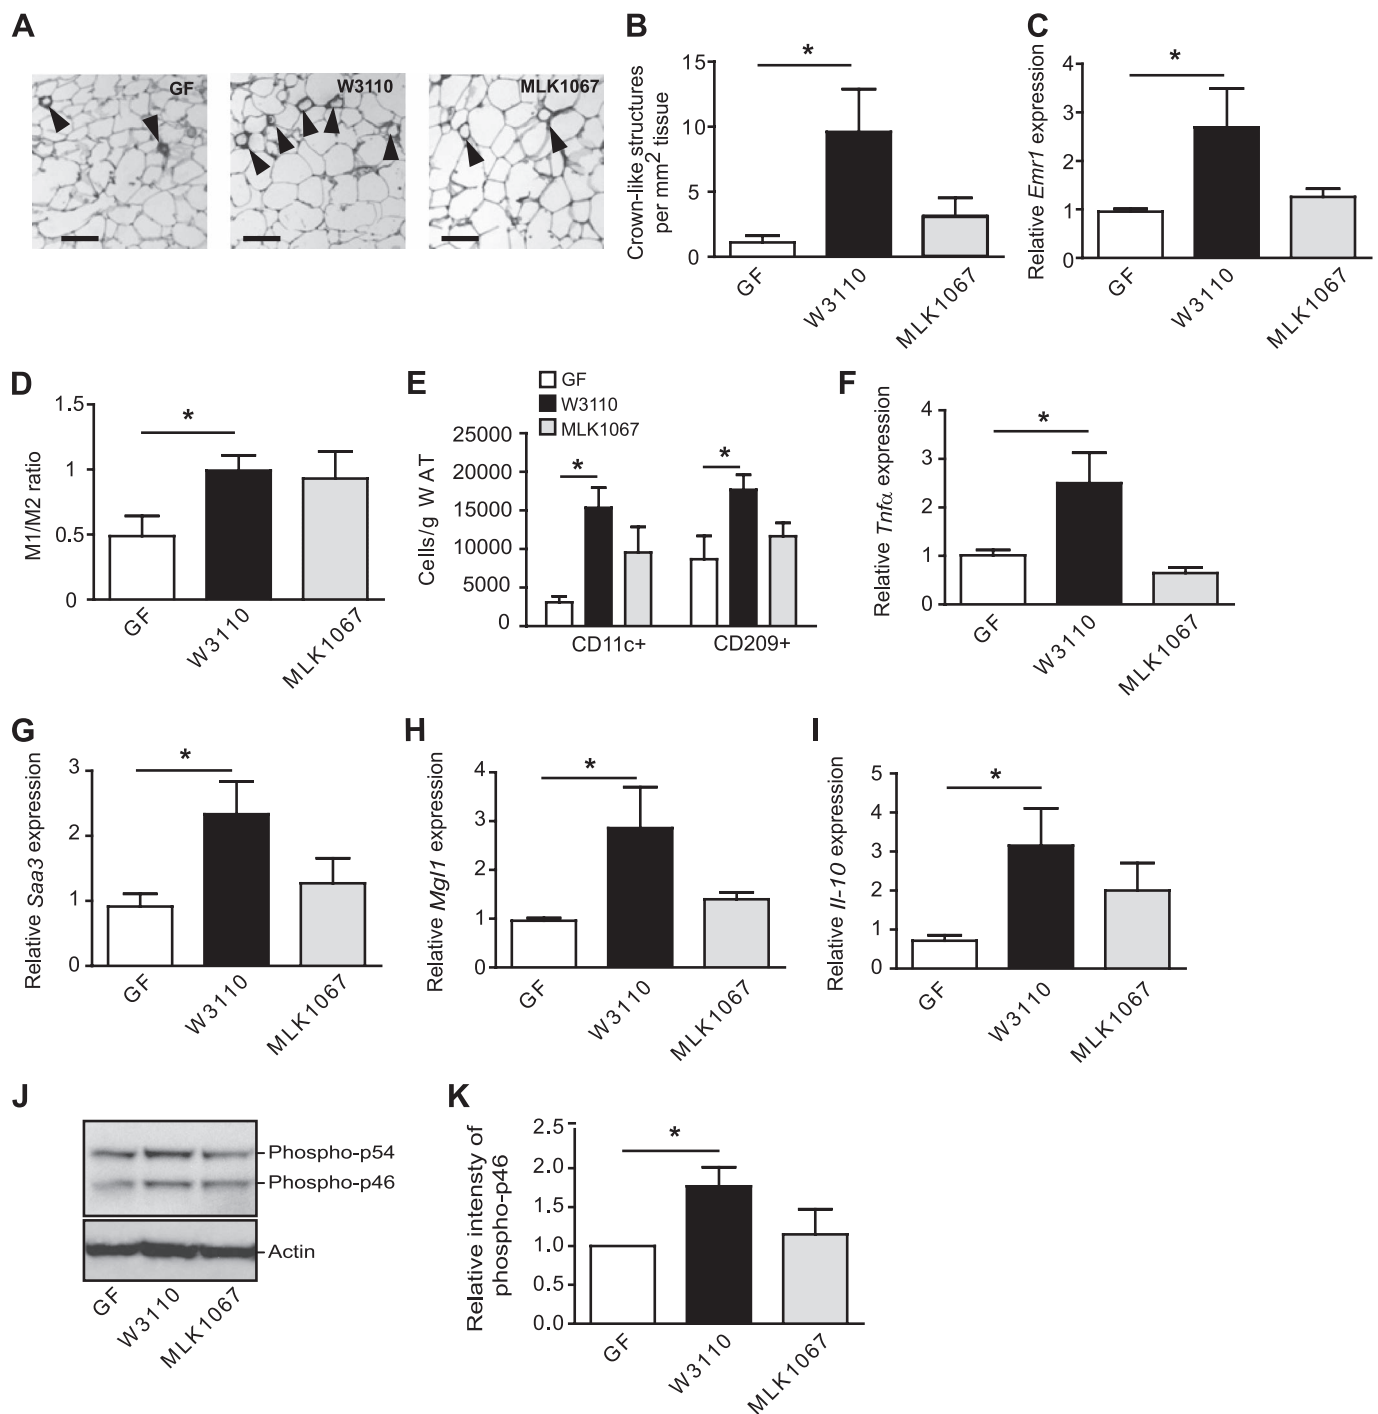 A
GF
W3110
MLK1067
B
Crown-like structures
per mm2 tissue
15
10
5
0
*
GF
W3110
MLK1067
C
Relative Emr1 expression
4
3
2
1
0
*
GF
W3110
MLK1067
D
M1/M2 ratio
1.5
1
0.5
0
*
GF
W3110
MLK1067
E
GF
W3110
MLK1067
Cells/g WAT
25000
20000
15000
10000
5000
0
*
*
CD11c+
CD209+
F
Relative Tnfα expression
4
3
2
1
0
*
GF
W3110
MLK1067
G
Relative Saa3 expression
3
2
1
0
*
GF
W3110
MLK1067
H
Relative Mgl1 expression
4
3
2
1
0
*
GF
W3110
MLK1067
I
Relative Il-10 expression
5
4
3
2
1
0
*
GF
W3110
MLK1067
J
Phospho-p54
Phospho-p46
Actin
GF
W3110
MLK1067
K
Relative intensty of
phospho-p46
2.5
2.0
1.5
1.0
0.5
0.0
*
GF
W3110
MLK1067